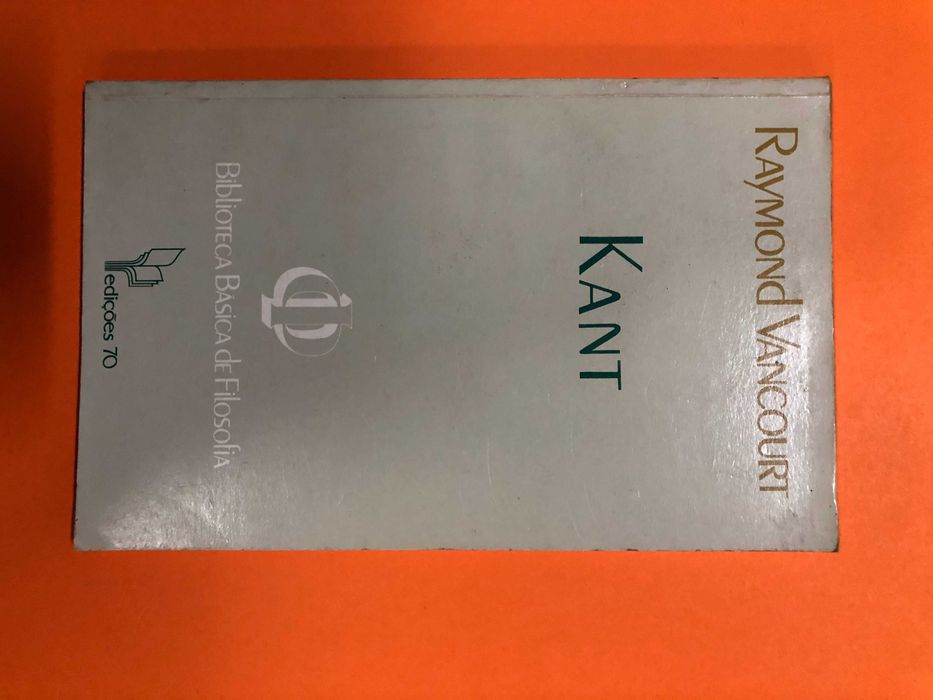 Raymond Vancourt
Kant
Biblioteca Básica de Filosofia
edições 70